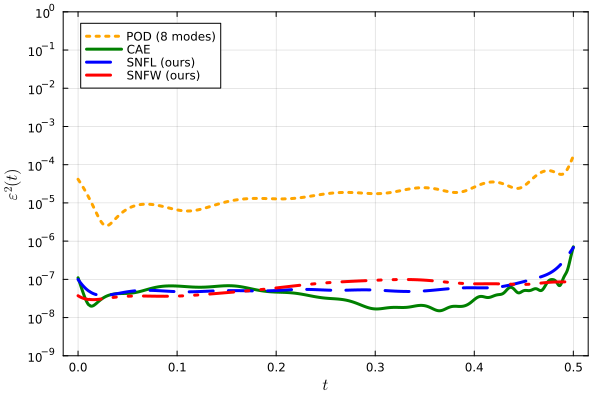 10⁰
10⁻¹
10⁻²
10⁻³
10⁻⁴
10⁻⁵
10⁻⁶
10⁻⁷
10⁻⁸
10⁻⁹
ε²(t)
POD (8 modes)
CAE
SNFL (ours)
SNFW (ours)
0.0 0.1 0.2 0.3 0.4 0.5
t